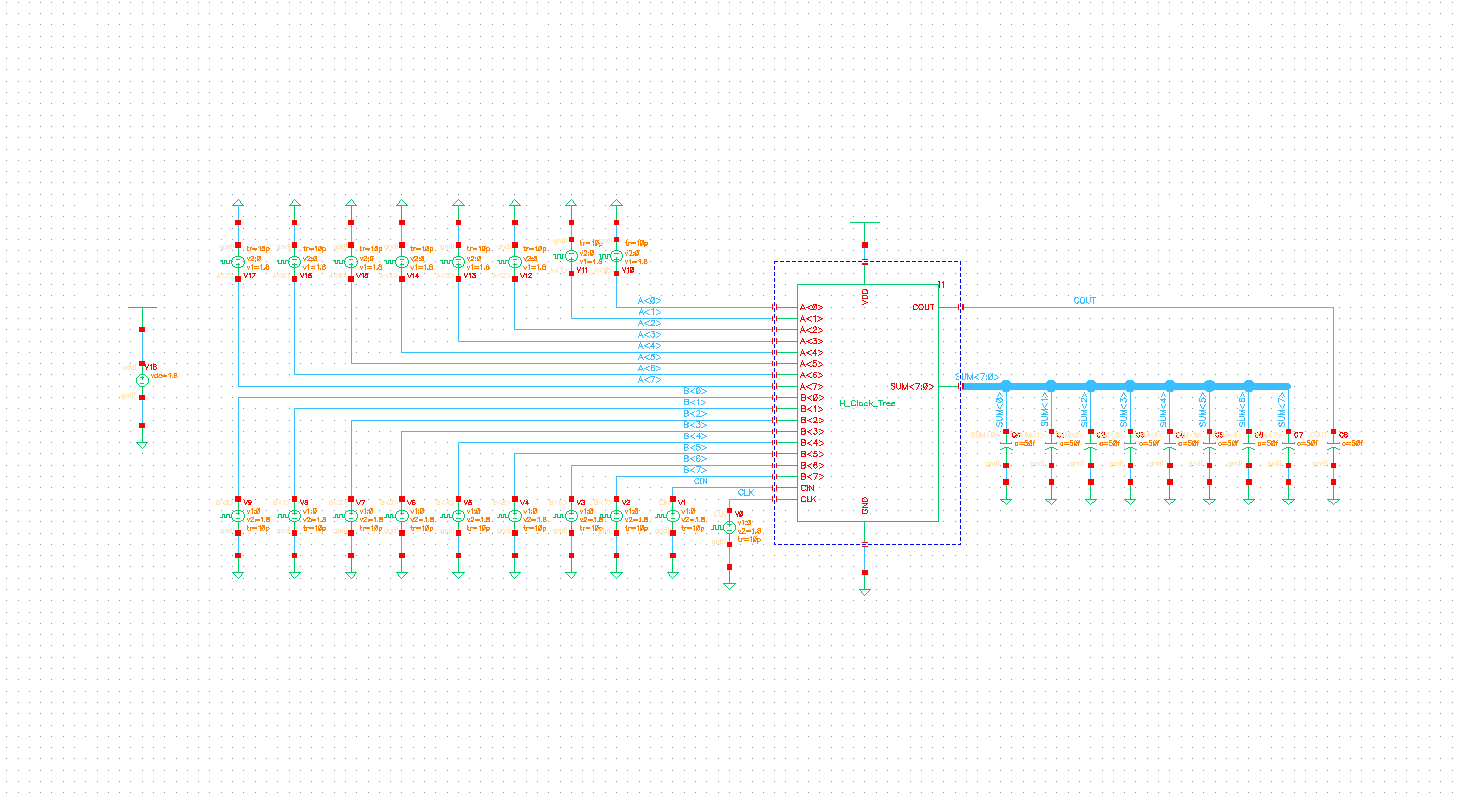 tr=10p tr=10p tr=10p tr=10p tr=10p tr=10p tr=10p tr=10p
v2:0 v2:0 v2:0 v2:0 v2:0 v2:0 v2:0 v2:0
v1=1.8 v1=1.8 v1=1.8 v1=1.8 v1=1.8 v1=1.8 v1=1.8 v1=1.8
V17 V16 V15 V14 V13 V12 V11 V10
V18
vdc=1.8
A<0>
A<1>
A<2>
A<3>
A<4>
A<5>
A<6>
A<7>
B<0>
B<1>
B<2>
B<3>
B<4>
B<5>
B<6>
B<7>
CIN
CLK
VDD
A<0>
A<1>
A<2>
A<3>
A<4>
A<5>
A<6>
A<7>
B<0>
B<1>
B<2>
B<3>
B<4>
B<5>
B<6>
B<7>
CIN
CLK
COUT
SUM<7:0>
H_Clock_Tree
GND
COUT
SUM<7:0>
SUM<0> SUM<1> SUM<2> SUM<3> SUM<4> SUM<5> SUM<6> SUM<7>
C7 C8
c=50f c=50f c=50f c=50f c=50f c=50f c=50f c=50f c=50f
V9 V8 V7 V6 V5 V4 V3 V2 V1
v1:0 v1:0 v1:0 v1:0 v1:0 v1:0 v1:0 v1:0 v1:0
v2=1.8 v2=1.8 v2=1.8 v2=1.8 v2=1.8 v2=1.8 v2=1.8 v2=1.8 v2=1.8
tr=10p tr=10p tr=10p tr=10p tr=10p tr=10p tr=10p tr=10p tr=10p
V0
v1:0
v2=1.8
tr=10p